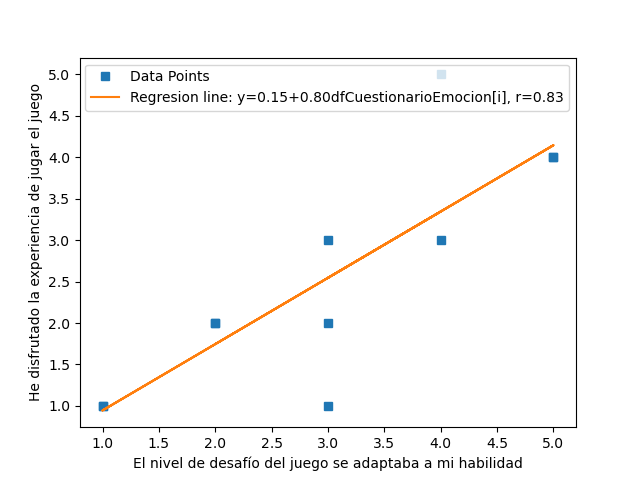 Data Points
Regresion line: y=0.15+0.80dfCuestionarioEmocion[i], r=0.83
He disfrutado la experiencia de jugar el juego
5.0
4.5
4.0
3.5
3.0
2.5
2.0
1.5
1.0
1.0 1.5 2.0 2.5 3.0 3.5 4.0 4.5 5.0
El nivel de desafío del juego se adaptaba a mi habilidad